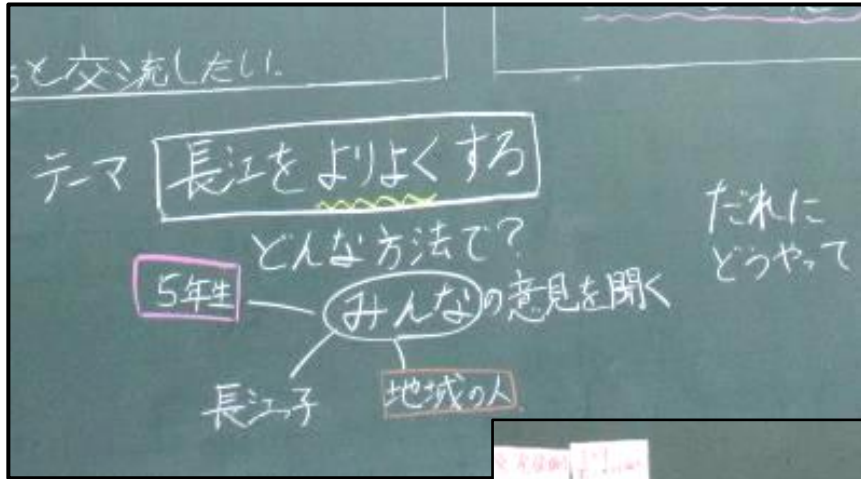 と交流したい。
テーマ 長江をよりよくする
どんな方法で?
5年生
みんなの意見を聞く
長江っ子
地域の人
だれに
どうやって